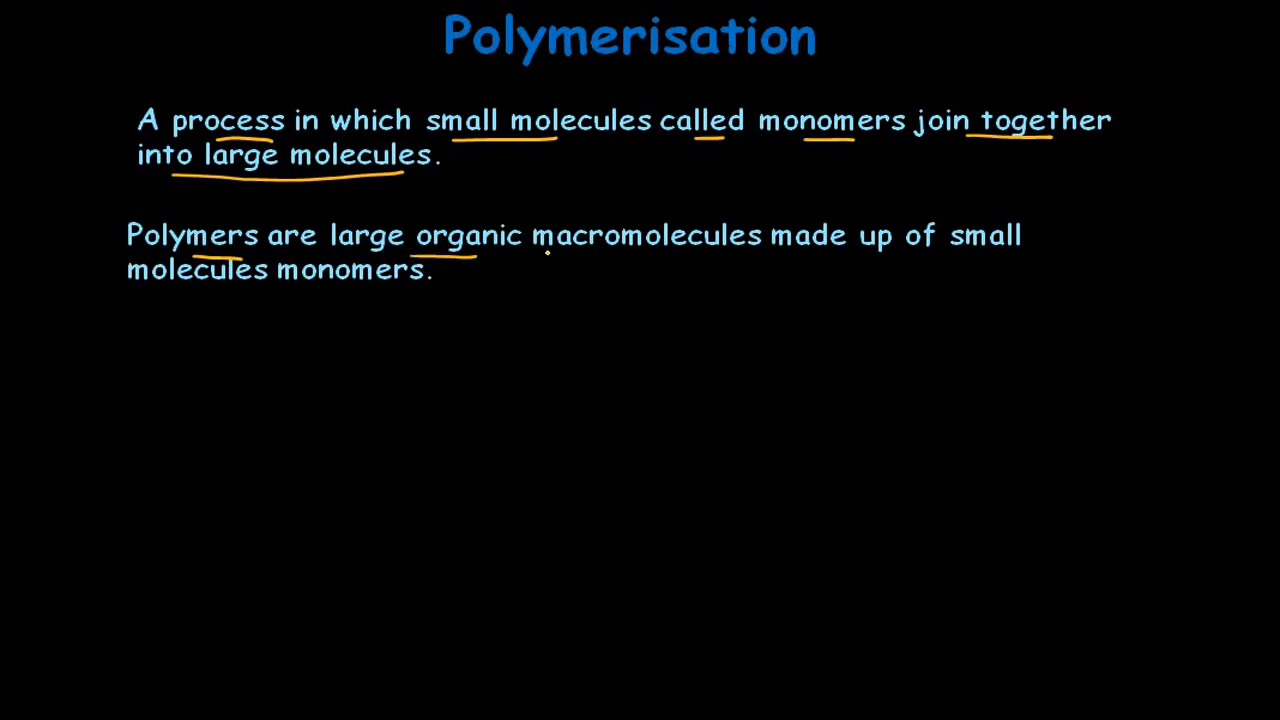 Polymerisation
A process in which small molecules called monomers join together
into large molecules.
Polymers are large organic macromolecules made up of small
molecules monomers.